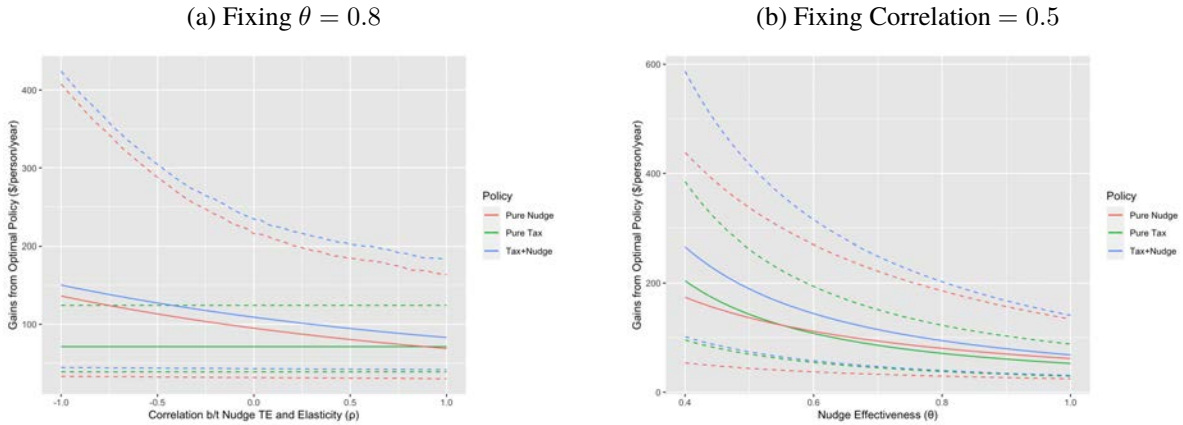 (a) Fixing θ = 0.8
(b) Fixing Correlation = 0.5
Gains from Optimal Policy ($/person/year)
400
300
200
100
-1.0
-0.5
0.0
0.5
1.0
Correlation b/t Nudge TE and Elasticity (ρ)
Policy
Pure Nudge
Pure Tax
Tax+Nudge
Gains from Optimal Policy ($/person/year)
600
400
200
0
0.4
0.6
0.8
1.0
Nudge Effectiveness (θ)
Policy
Pure Nudge
Pure Tax
Tax+Nudge